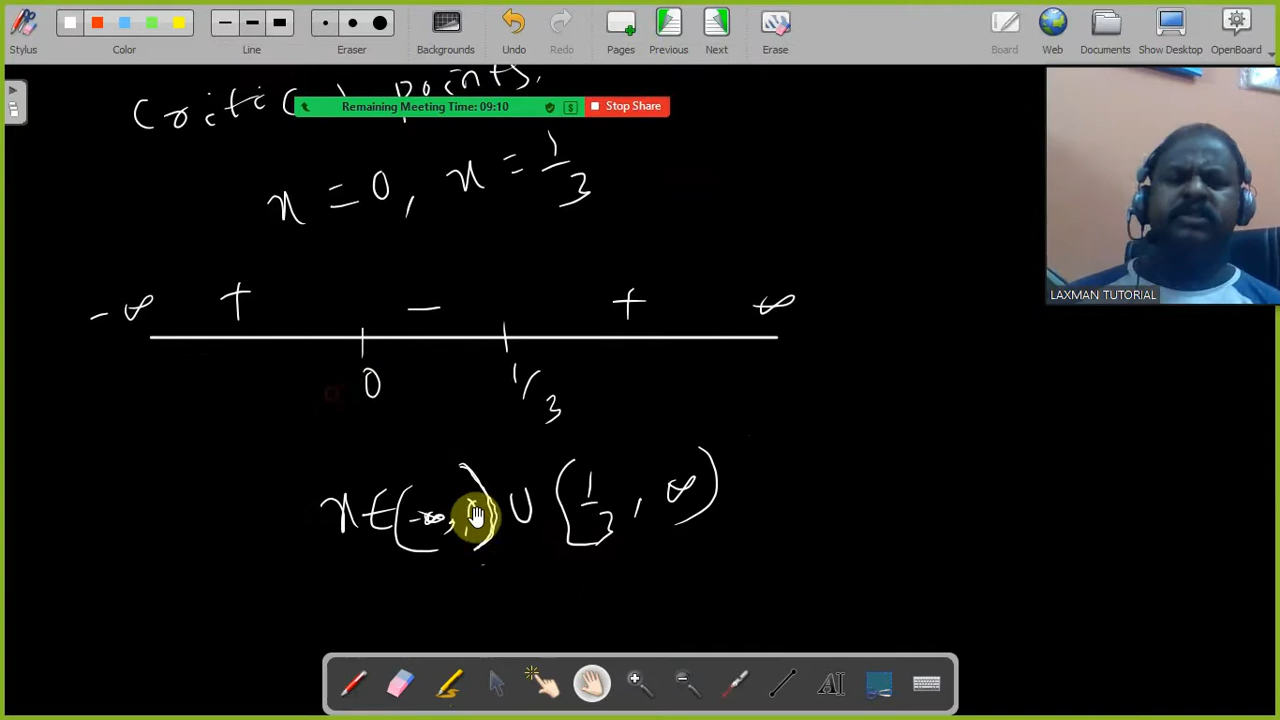 Stylus Color Line Eraser Backgrounds Undo Redo Pages Previous Next Erase Board Web Documents Show Desktop OpenBoard
Critical points.
Remaining Meeting Time: 09:10 $ Stop Share
x = 0, x = 1/3
LAXMAN TUTORIAL
-∞ + - + ∞
0 1/3
x ∈ (-∞, ) ∪ [1/3, ∞)
AI